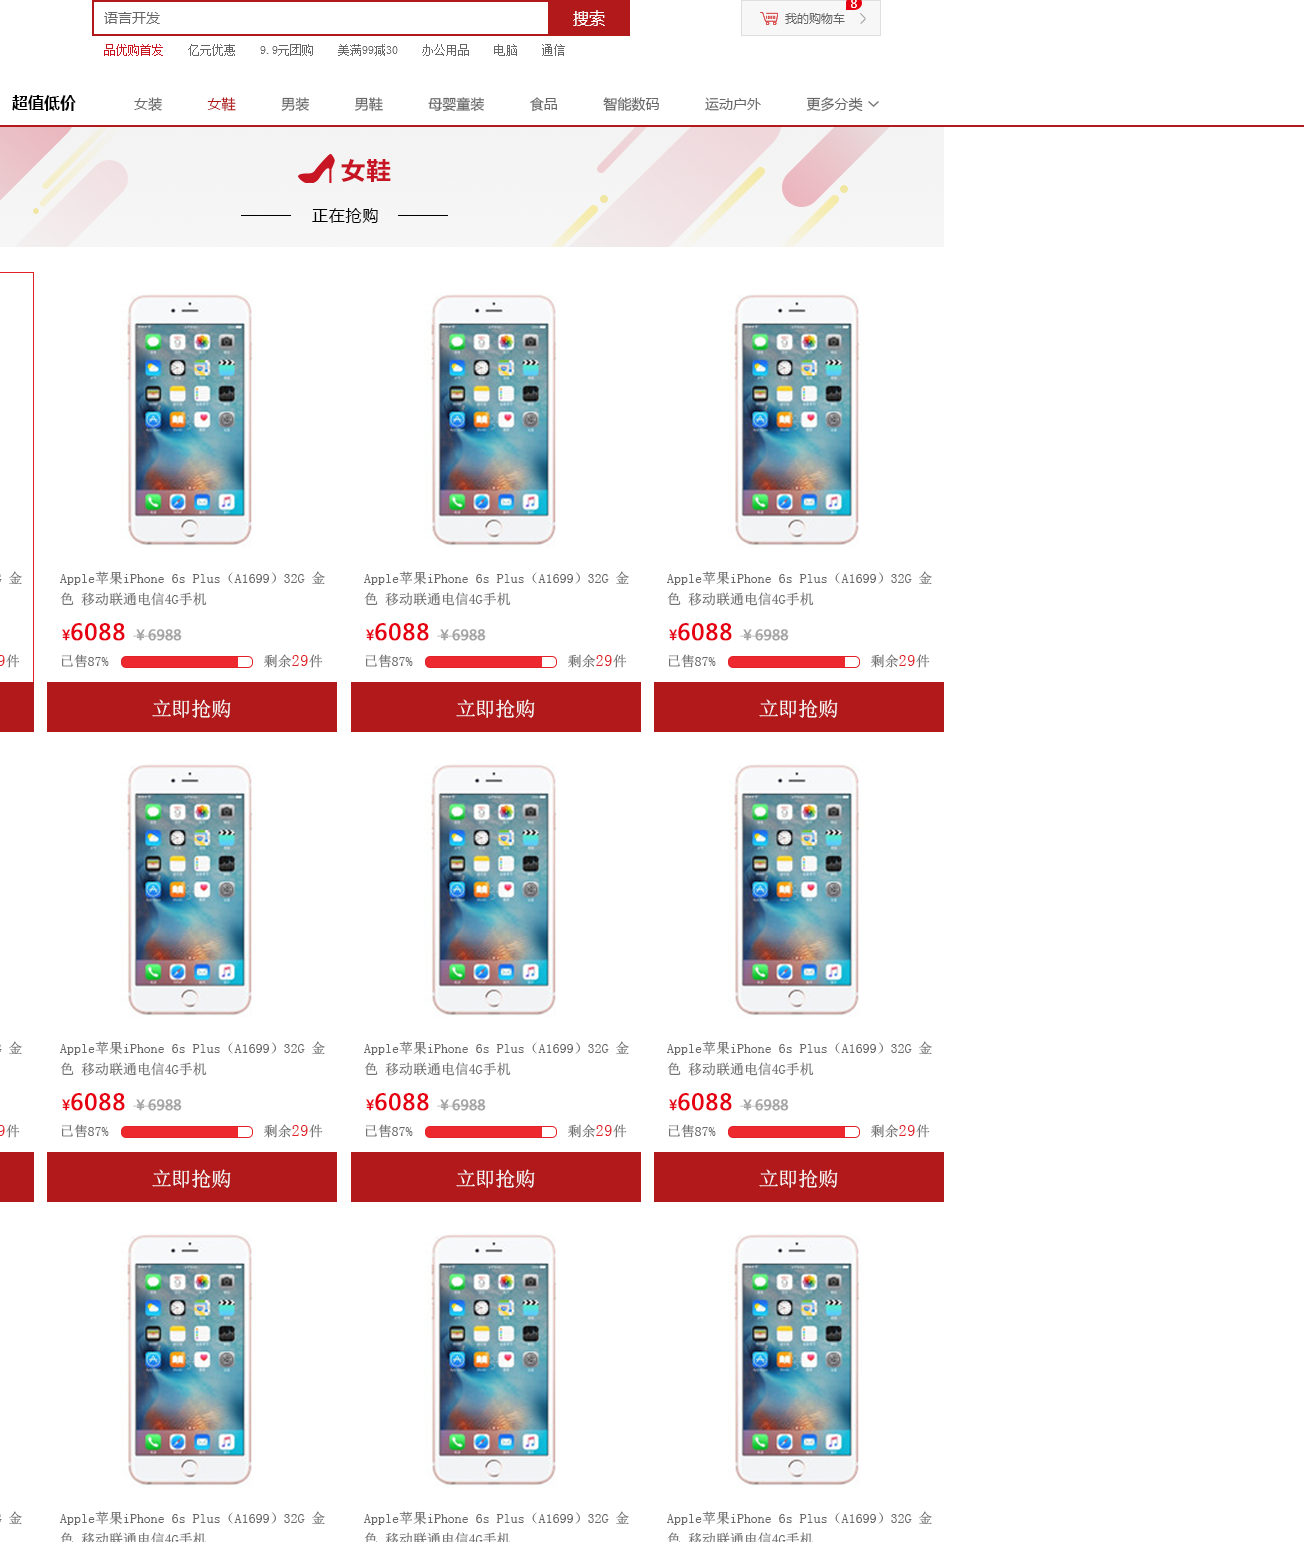 语言开发 搜索 我的购物车 8
品优购首发 亿元优惠 9.9元团购 美满99减30 办公用品 电脑 通信
超值低价 女装 女鞋 男装 男鞋 母婴童装 食品 智能数码 运动户外 更多分类
女鞋
正在抢购
金 Apple苹果iPhone 6s Plus（A1699）32G 金 Apple苹果iPhone 6s Plus（A1699）32G 金 Apple苹果iPhone 6s Plus（A1699）32G 金
色 移动联通电信4G手机 色 移动联通电信4G手机 色 移动联通电信4G手机
¥6088 ¥6988 ¥6088 ¥6988 ¥6088 ¥6988
9件 已售87% 剩余29件 已售87% 剩余29件 已售87% 剩余29件
立即抢购 立即抢购 立即抢购
金 Apple苹果iPhone 6s Plus（A1699）32G 金 Apple苹果iPhone 6s Plus（A1699）32G 金 Apple苹果iPhone 6s Plus（A1699）32G 金
色 移动联通电信4G手机 色 移动联通电信4G手机 色 移动联通电信4G手机
¥6088 ¥6988 ¥6088 ¥6988 ¥6088 ¥6988
9件 已售87% 剩余29件 已售87% 剩余29件 已售87% 剩余29件
立即抢购 立即抢购 立即抢购
金 Apple苹果iPhone 6s Plus（A1699）32G 金 Apple苹果iPhone 6s Plus（A1699）32G 金 Apple苹果iPhone 6s Plus（A1699）32G 金
色 移动联通电信4G手机 色 移动联通电信4G手机 色 移动联通电信4G手机